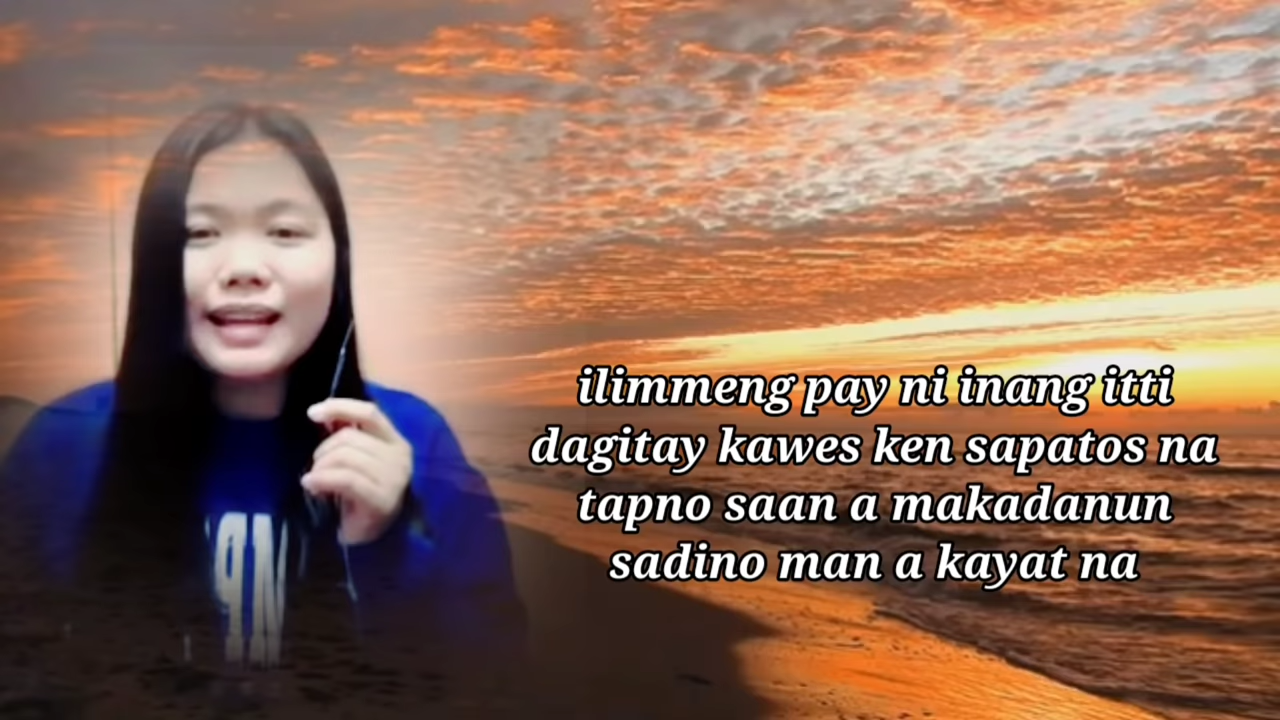 ilimmeng pay ni inang itti
dagitay kawes ken sapatos na
tapno saan a makadanun
sadino man a kayat na